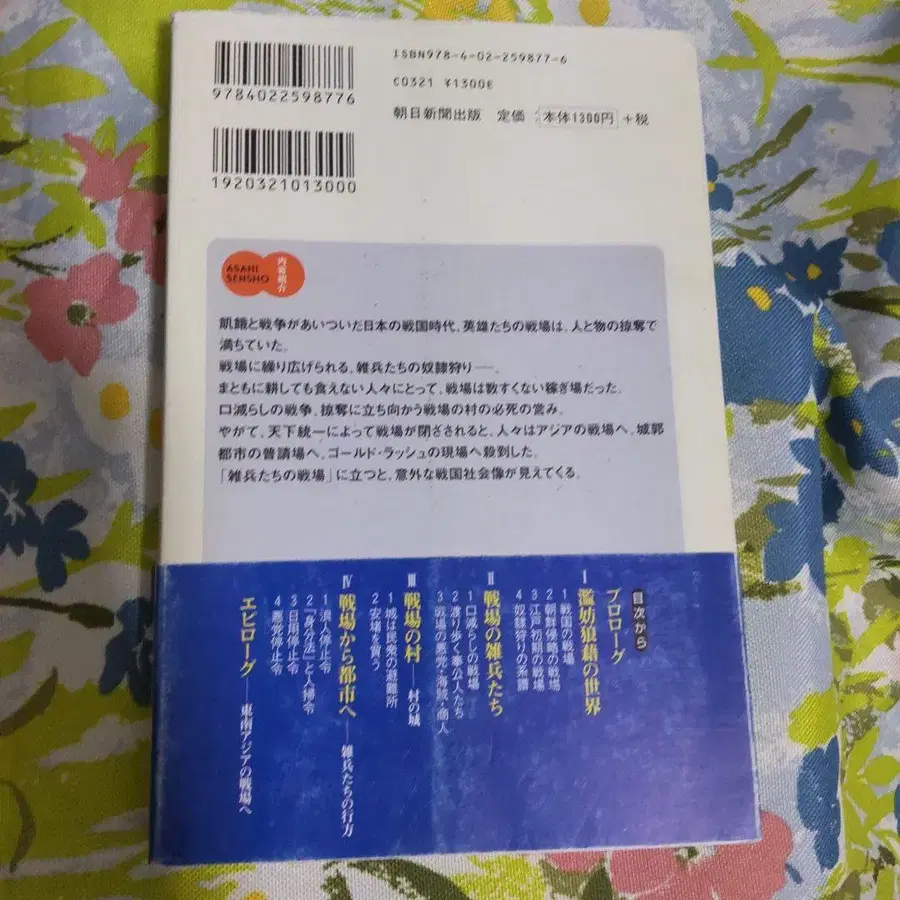 ISBN978-4-02-259877-6
C0321 ¥1300E
朝日新聞出版 定価:本体1300円+税
9784022598776
1920321013000
ASAHI
SENSHO
内容紹介
飢餓と戦争があいついだ日本の戦国時代。英雄たちの戦場は、人と物の掠奪で
満ちていた。
戦場に繰り広げられる、雑兵たちの奴隷狩り——。
まともに耕しても食えない人々にとって、戦場は数すくない稼ぎ場だった。
口減らしの戦争。掠奪に立ち向かう戦場の村の必死の営み。
やがて、天下統一によって戦場が閉ざされると、人々はアジアの戦場へ、城郭
都市の普請場へ、ゴールド・ラッシュの現場へ殺到した。
「雑兵たちの戦場」に立つと、意外な戦国社会像が見えてくる。
目次から
プロローグ
Ⅰ 濫妨狼藉の世界
1 戦国の戦場
2 朝鮮侵略の戦場
3 江戸初期の戦場
4 奴隷狩りの系譜
Ⅱ 戦場の雑兵たち
1 口減らしの戦場
2 渡り歩く奉公人たち
3 戦場の悪党・海賊・商人
Ⅲ 戦場の村——村の城
1 城は民衆の避難所
2 安穏を買う
Ⅳ 戦場から都市へ——雑兵たちの行方
1 浪人停止令
2 「身分法」と人掃令
3 日用停止令
4 悪党停止令
エピローグ——東南アジアの戦場へ